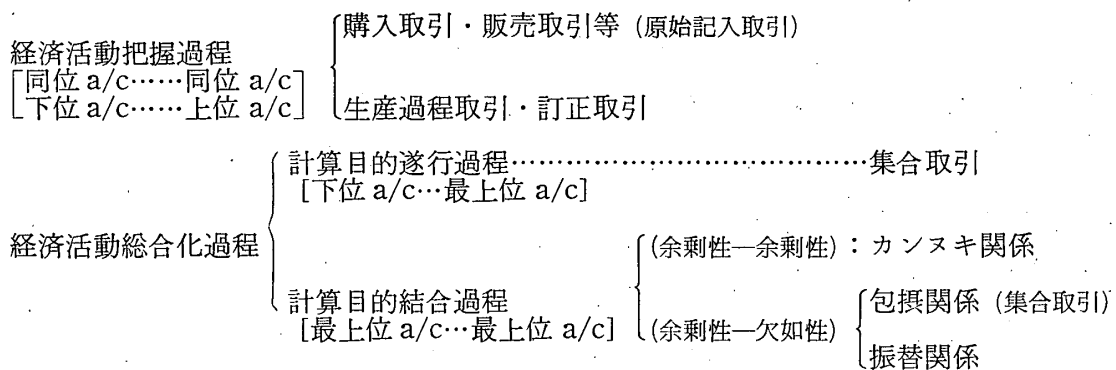 購入取引・販売取引等 (原始記入取引)
経済活動把握過程
[同位 a/c……同位 a/c
下位 a/c……上位 a/c]
生産過程取引・訂正取引
計算目的遂行過程…………………………………集合取引
[下位 a/c…最上位 a/c]
経済活動総合化過程
(余剰性―余剰性)：カンヌキ関係
計算目的結合過程
[最上位 a/c…最上位 a/c]
(余剰性―欠如性)
包摂関係 (集合取引)
振替関係